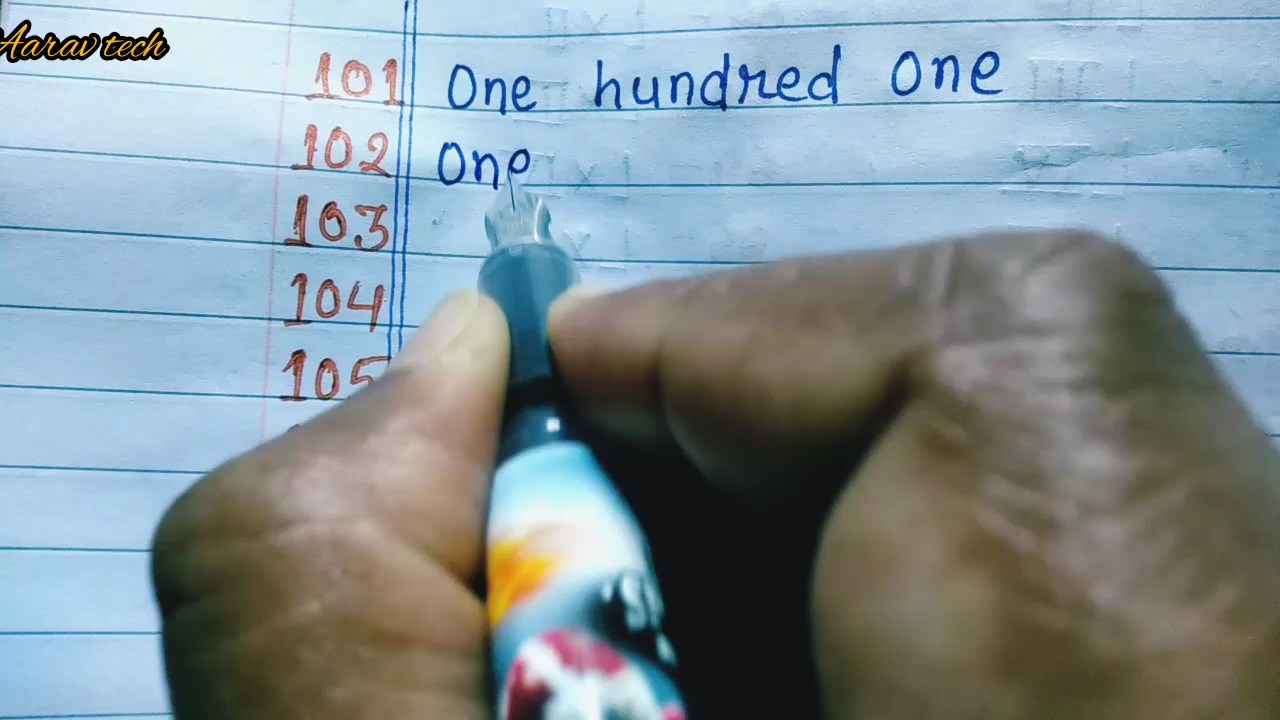 Aarav tech
101 One hundred one
102 One
103
104
105